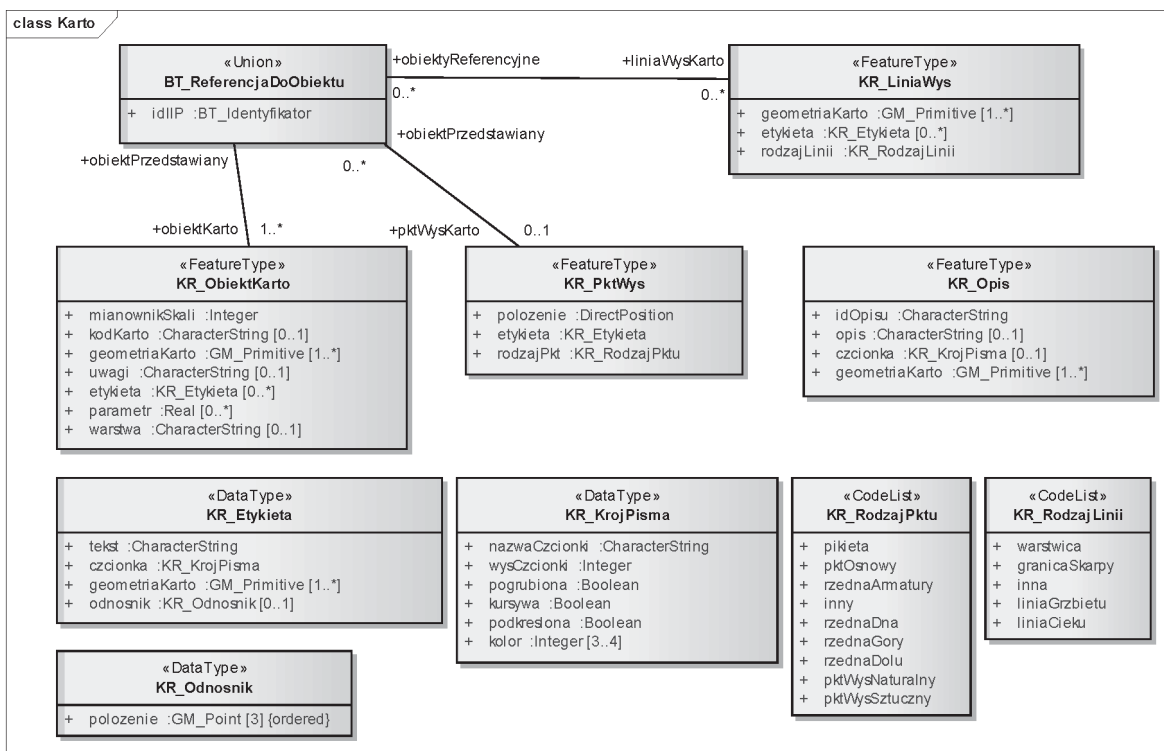 class Karto
«Union»
BT_ReferencjaDoObiektu
+ idIIP :BT_Identyfikator
+obiektyReferencyjne
0..*
+liniaWysKarto
0..*
«FeatureType»
KR_LiniaWys
+ geometriaKarto :GM_Primitive [1..*]
+ etykieta :KR_Etykieta [0..*]
+ rodzajLinii :KR_RodzajLinii
+obiektPrzedstawiany
+obiektPrzedstawiany
0..*
+obiektKarto
1..*
+pktWysKarto
0..1
«FeatureType»
KR_ObiektKarto
+ mianownikSkali :Integer
+ kodKarto :CharacterString [0..1]
+ geometriaKarto :GM_Primitive [1..*]
+ uwagi :CharacterString [0..1]
+ etykieta :KR_Etykieta [0..*]
+ parametr :Real [0..*]
+ warstwa :CharacterString [0..1]
«FeatureType»
KR_PktWys
+ polozenie :DirectPosition
+ etykieta :KR_Etykieta
+ rodzajPkt :KR_RodzajPktu
«FeatureType»
KR_Opis
+ idOpisu :CharacterString
+ opis :CharacterString [0..1]
+ czcionka :KR_KrojPisma [0..1]
+ geometriaKarto :GM_Primitive [1..*]
«DataType»
KR_Etykieta
+ tekst :CharacterString
+ czcionka :KR_KrojPisma
+ geometriaKarto :GM_Primitive [1..*]
+ odnosnik :KR_Odnosnik [0..1]
«DataType»
KR_KrojPisma
+ nazwaCzcionki :CharacterString
+ wysCzcionki :Integer
+ pogrubiona :Boolean
+ kursywa :Boolean
+ podkreslona :Boolean
+ kolor :Integer [3..4]
«CodeList»
KR_RodzajPktu
+ pikieta
+ pktOsnowy
+ rzednaArmatury
+ inny
+ rzednaDna
+ rzednaGory
+ rzednaDolu
+ pktWysNaturalny
+ pktWysSztuczny
«CodeList»
KR_RodzajLinii
+ warstwica
+ granicaSkarpy
+ inna
+ liniaGrzbietu
+ liniaCieku
«DataType»
KR_Odnosnik
+ polozenie :GM_Point [3] {ordered}